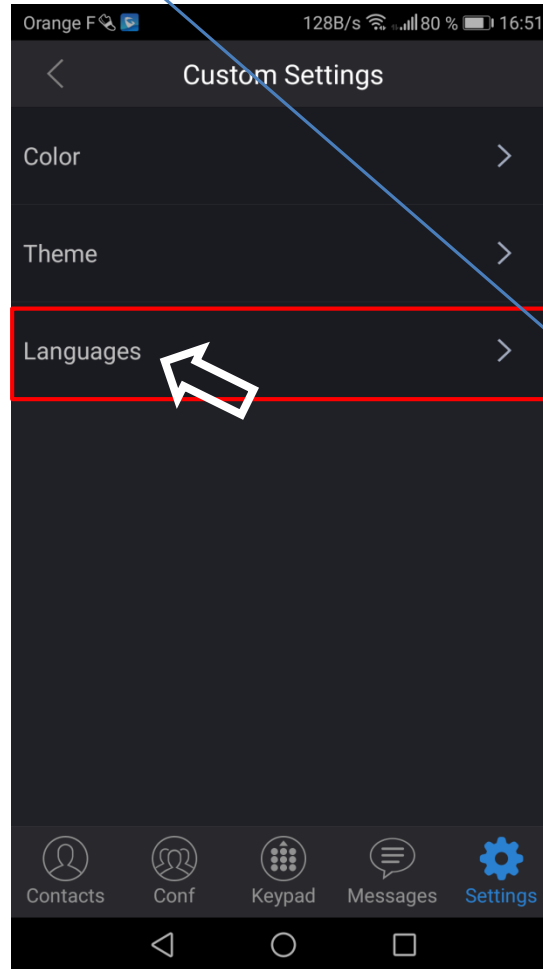 Orange F 128B/s 80 % 16:51
Custom Settings
Color
Theme
Languages
Contacts Conf Keypad Messages Settings